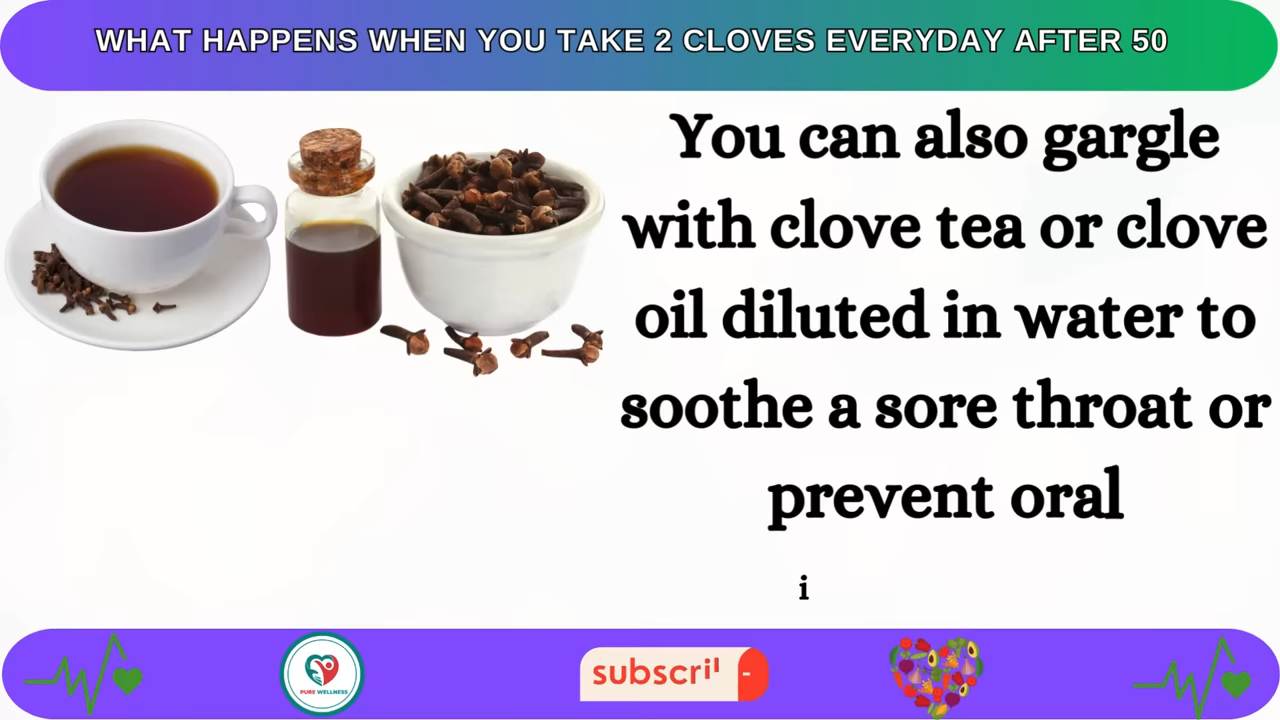 WHAT HAPPENS WHEN YOU TAKE 2 CLOVES EVERYDAY AFTER 50
You can also gargle
with clove tea or clove
oil diluted in water to
soothe a sore throat or
prevent oral
i
PURE WELLNESS
subscri